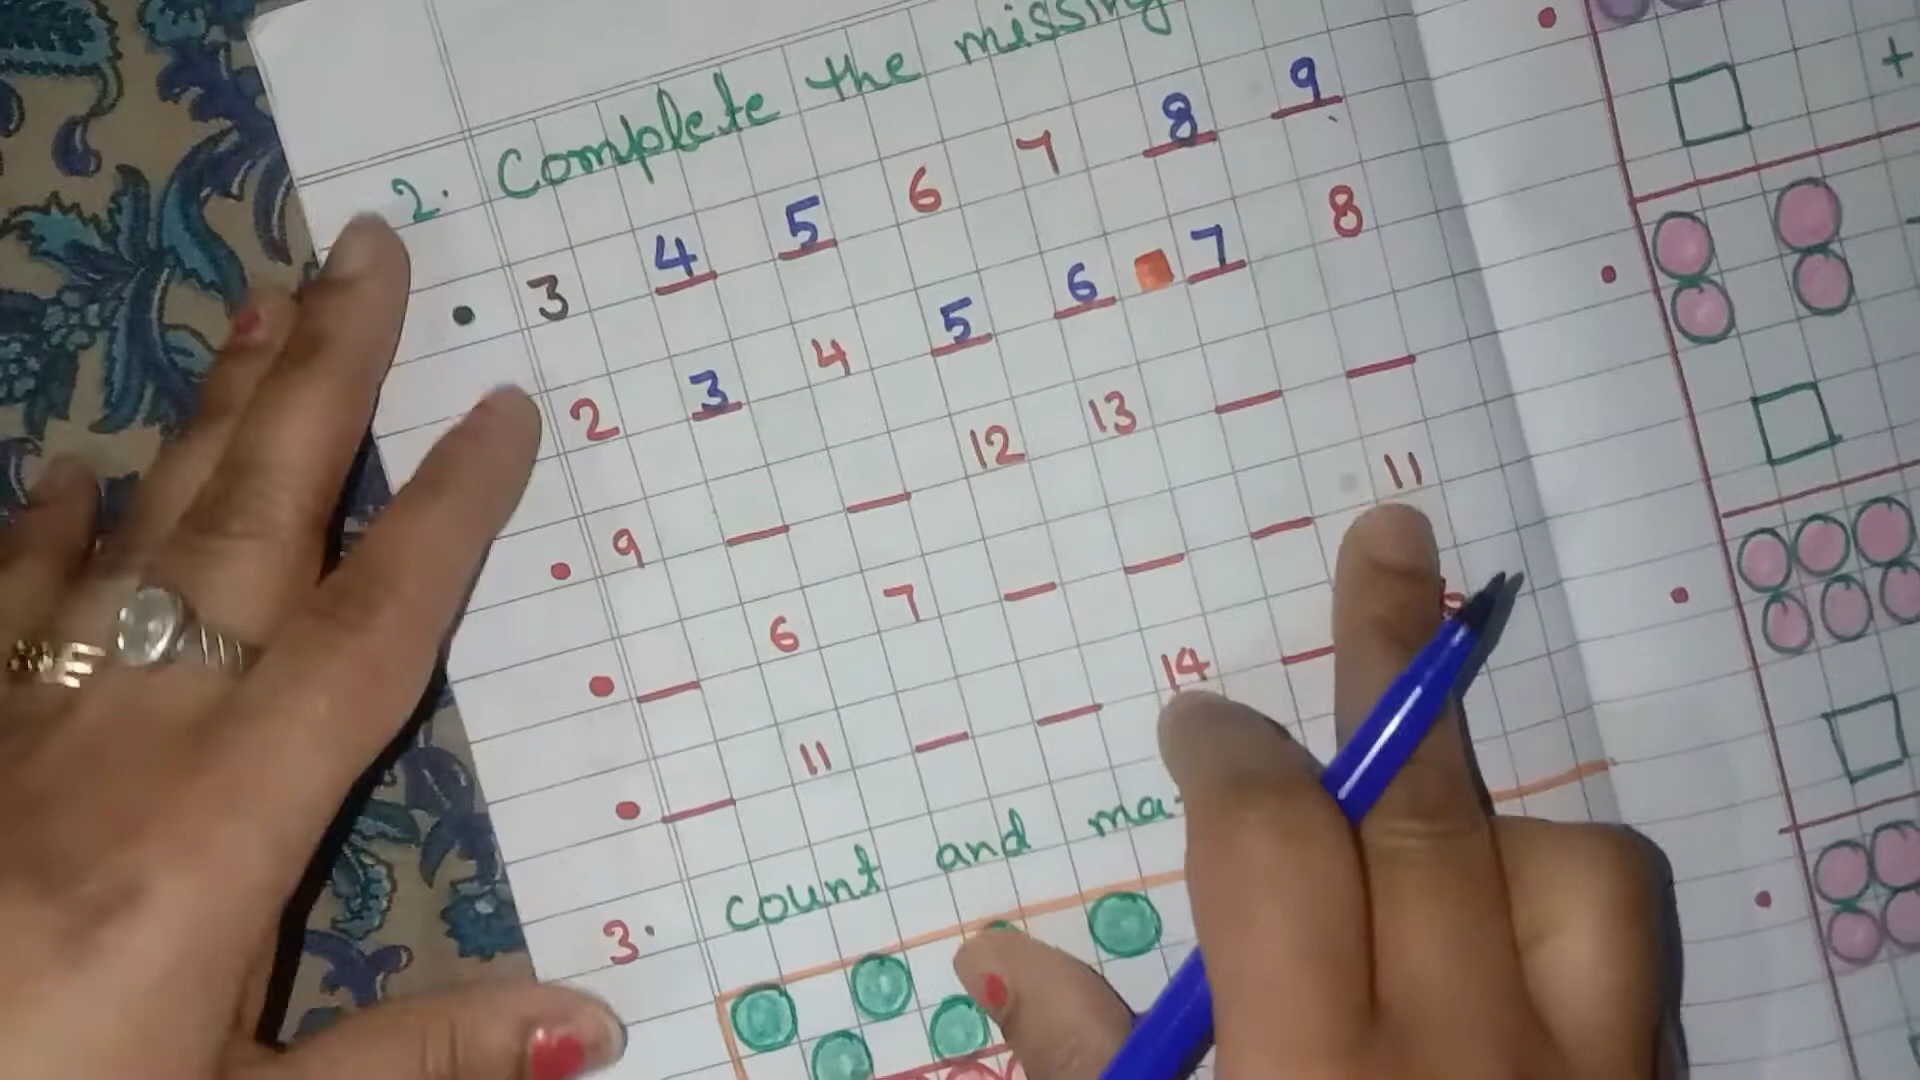 2. Complete the missing
• 3 4 5 6 7 8 9
2 3 4 5 6 7 8
• 9 _ _ 12 13 _ _
• _ 6 7 _ _ _ 11
• _ 11 _ _ 14 _
3. count and
+